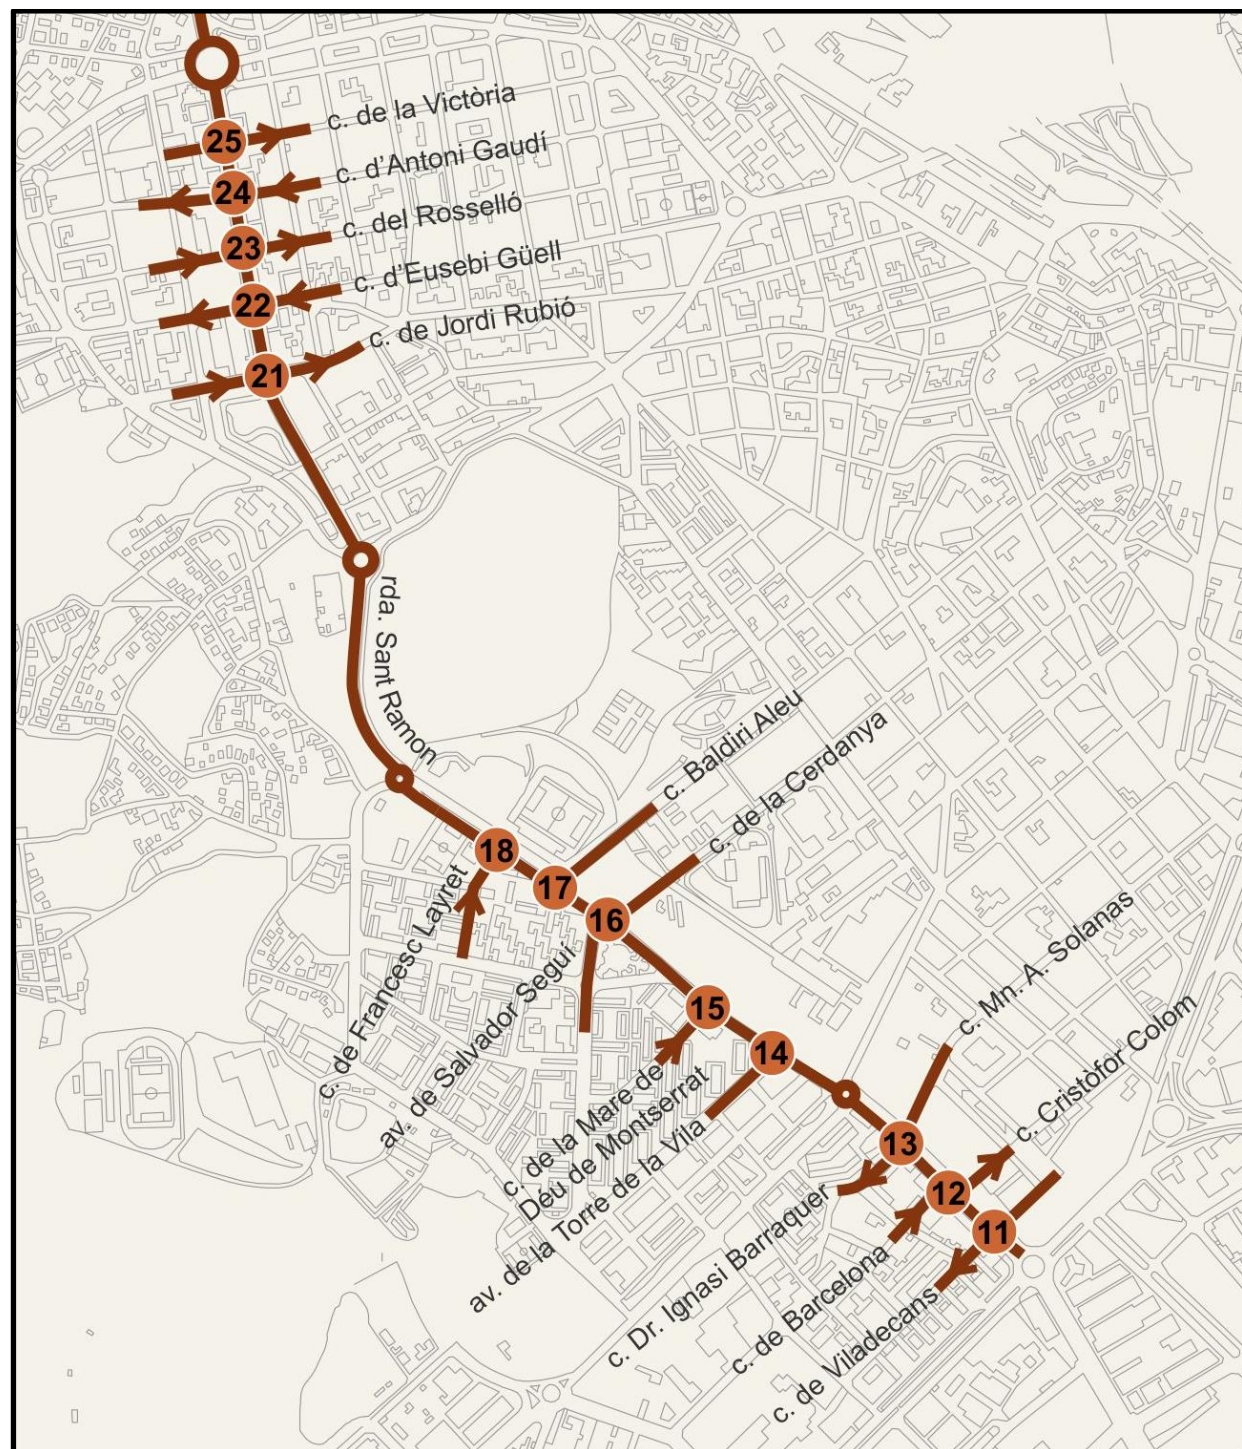 25
c. de la Victòria
24
c. d'Antoni Gaudí
23
c. del Rosselló
22
c. d'Eusebi Güell
21
c. de Jordi Rubió
rda. Sant Ramon
c. Baldiri Aleu
c. de la Cerdanya
18
17
16
c. de Francesc Layret
av. de Salvador Seguí
15
14
c. de la Mare de
Déu de Montserrat
av. de la Torre de la Vila
c. Mn. A. Solanas
c. Cristòfor Colom
13
12
11
c. Dr. Ignasi Barraquer
c. de Barcelona
c. de Viladecans